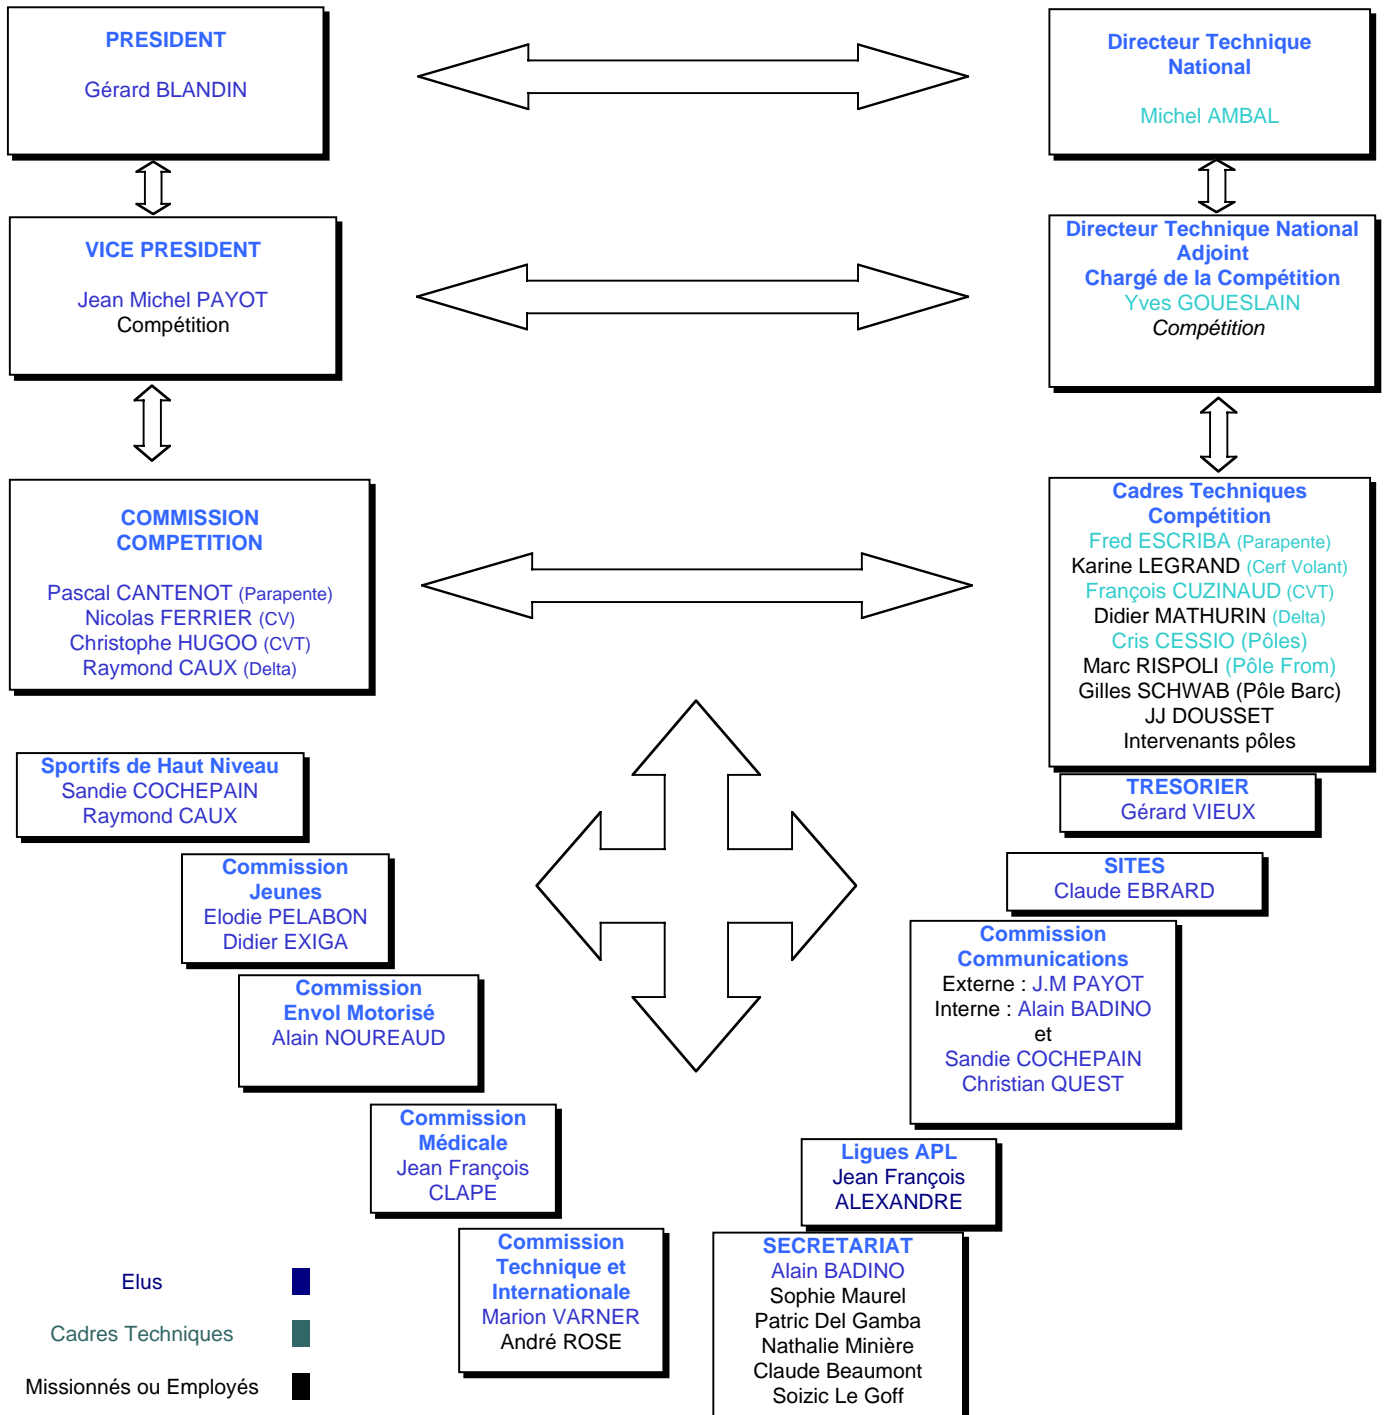 PRESIDENT
Gérard BLANDIN
Directeur Technique
National
Michel AMBAL
VICE PRESIDENT
Jean Michel PAYOT
Compétition
Directeur Technique National
Adjoint
Chargé de la Compétition
Yves GOUESLAIN
Compétition
COMMISSION
COMPETITION
Pascal CANTENOT (Parapente)
Nicolas FERRIER (CV)
Christophe HUGOO (CVT)
Raymond CAUX (Delta)
Cadres Techniques
Compétition
Fred ESCRIBA (Parapente)
Karine LEGRAND (Cerf Volant)
François CUZINAUD (CVT)
Didier MATHURIN (Delta)
Cris CESSIO (Pôles)
Marc RISPOLI (Pôle From)
Gilles SCHWAB (Pôle Barc)
JJ DOUSSET
Intervenants pôles
Sportifs de Haut Niveau
Sandie COCHEPAIN
Raymond CAUX
TRESORIER
Gérard VIEUX
Commission
Jeunes
Elodie PELABON
Didier EXIGA
SITES
Claude EBRARD
Commission
Communications
Externe : J.M PAYOT
Interne : Alain BADINO
et
Sandie COCHEPAIN
Christian QUEST
Commission
Envol Motorisé
Alain NOUREAUD
Commission
Médicale
Jean François
CLAPE
Ligues APL
Jean François
ALEXANDRE
Commission
Technique et
Internationale
Marion VARNER
André ROSE
SECRETARIAT
Alain BADINO
Sophie Maurel
Patric Del Gamba
Nathalie Minière
Claude Beaumont
Soizic Le Goff
Elus
Cadres Techniques
Missionnés ou Employés